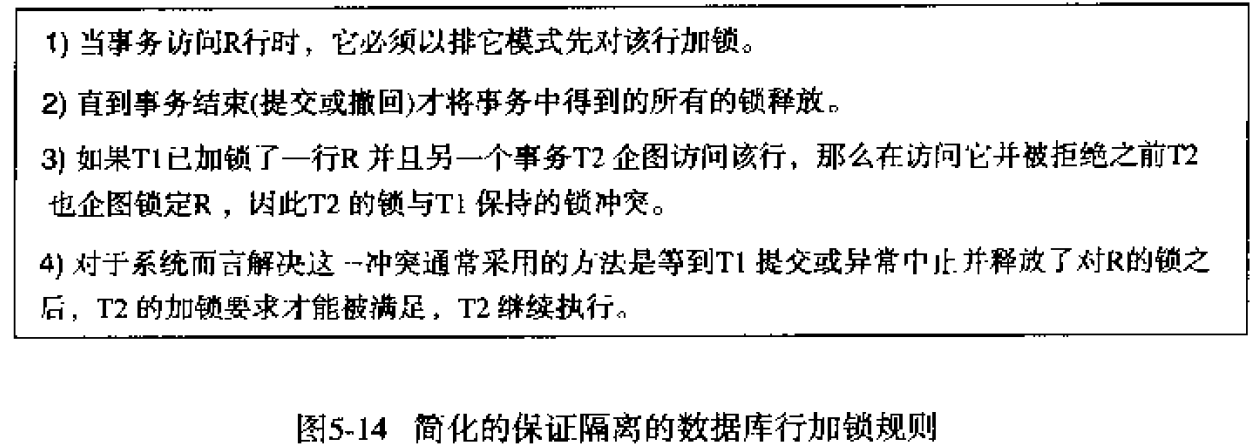 1) 当事务访问R行时，它必须以排它模式先对该行加锁。
2) 直到事务结束(提交或撤回)才将事务中得到的所有的锁释放。
3) 如果T1已加锁了一行R 并且另一个事务T2 企图访问该行，那么在访问它并被拒绝之前T2
也企图锁定R ，因此T2 的锁与T1 保持的锁冲突。
4) 对于系统而言解决这一冲突通常采用的方法是等到T1 提交或异常中止并释放了对R的锁之
后，T2 的加锁要求才能被满足，T2 继续执行。
图5-14 简化的保证隔离的数据库行加锁规则